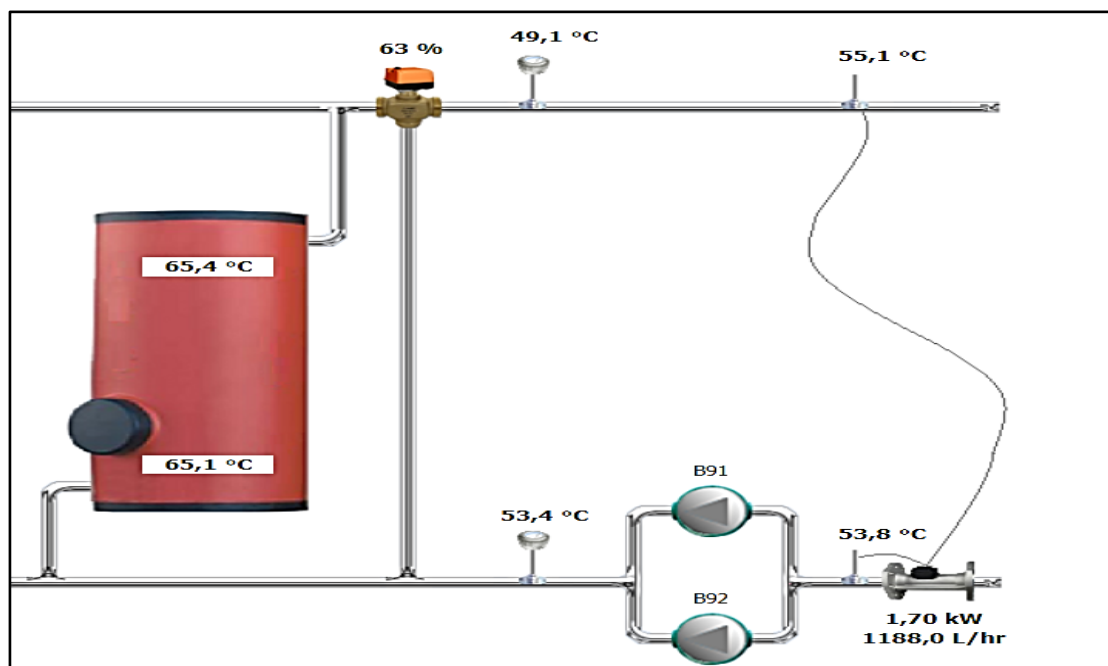 63 %
49,1 °C
55,1 °C
65,4 °C
65,1 °C
B91
53,4 °C
53,8 °C
B92
1,70 kW
1188,0 L/hr